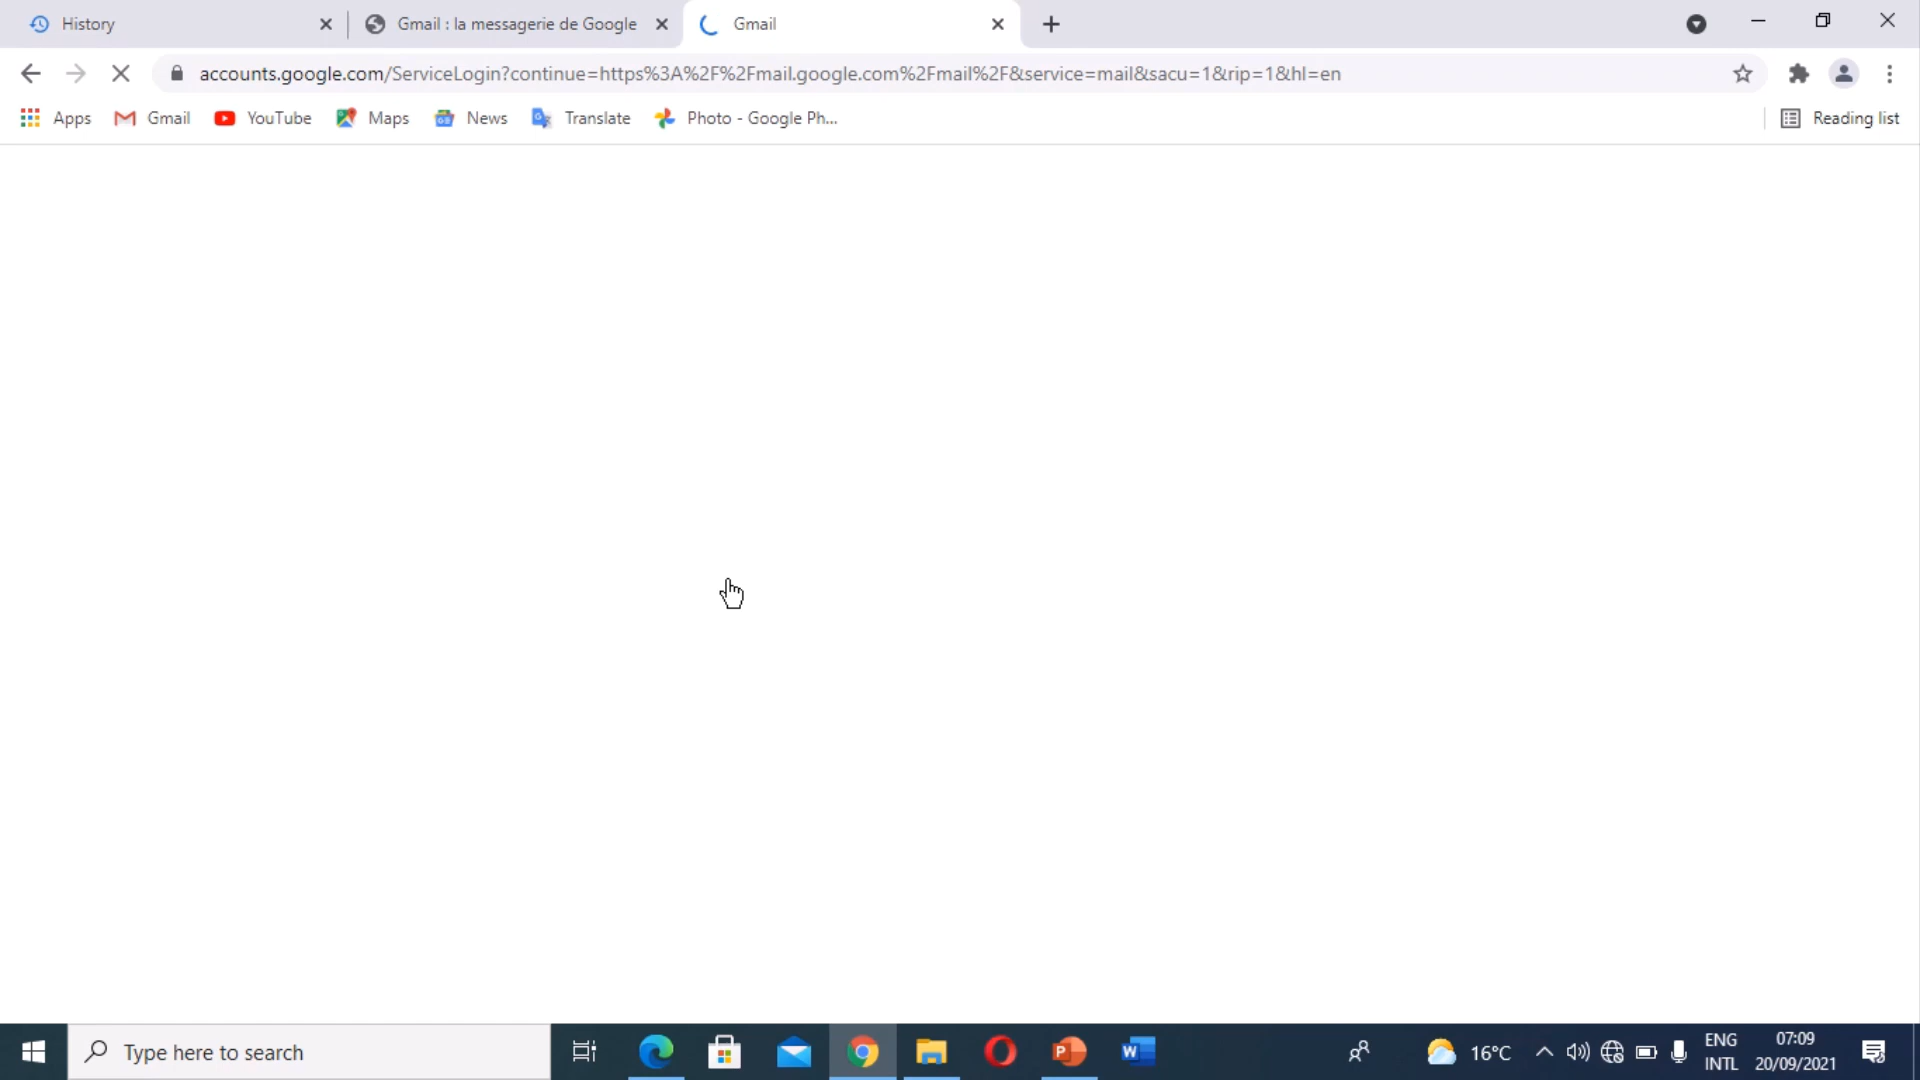 History
Gmail : la messagerie de Google
Gmail
accounts.google.com/ServiceLogin?continue=https%3A%2F%2Fmail.google.com%2Fmail%2F&service=mail&sacu=1&rip=1&hl=en
Apps
Gmail
YouTube
Maps
News
Translate
Photo - Google Ph...
Reading list
Type here to search
16°C
ENG
INTL
07:09
20/09/2021